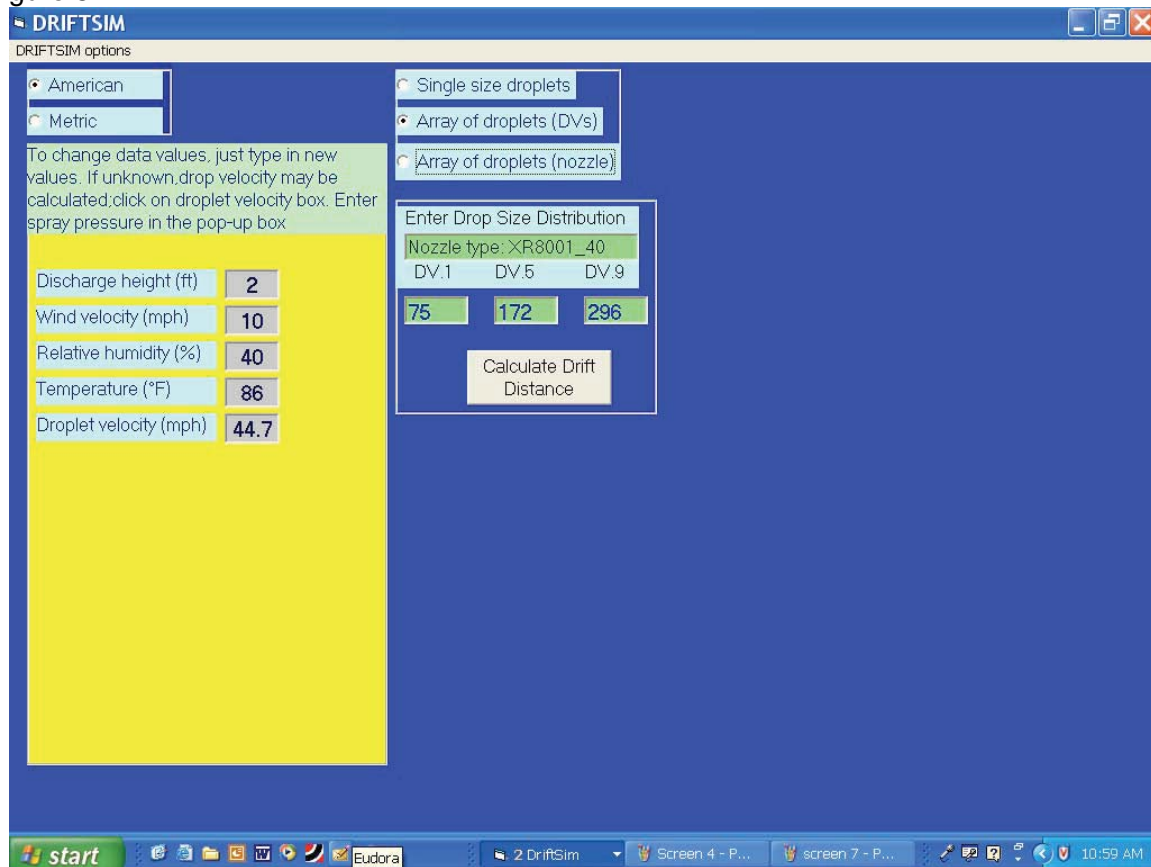 DRIFTSIM
DRIFTSIM options
American
Metric
To change data values, just type in new
values. If unknown,drop velocity may be
calculated;click on droplet velocity box. Enter
spray pressure in the pop-up box
Discharge height (ft) 2
Wind velocity (mph) 10
Relative humidity (%) 40
Temperature (°F) 86
Droplet velocity (mph) 44.7
Single size droplets
Array of droplets (DVs)
Array of droplets (nozzle)
Enter Drop Size Distribution
Nozzle type: XR8001_40
DV.1 DV.5 DV.9
75 172 296
Calculate Drift
Distance
start
Eudora
2 DriftSim
Screen 4 - P...
screen 7 - P...
10:59 AM